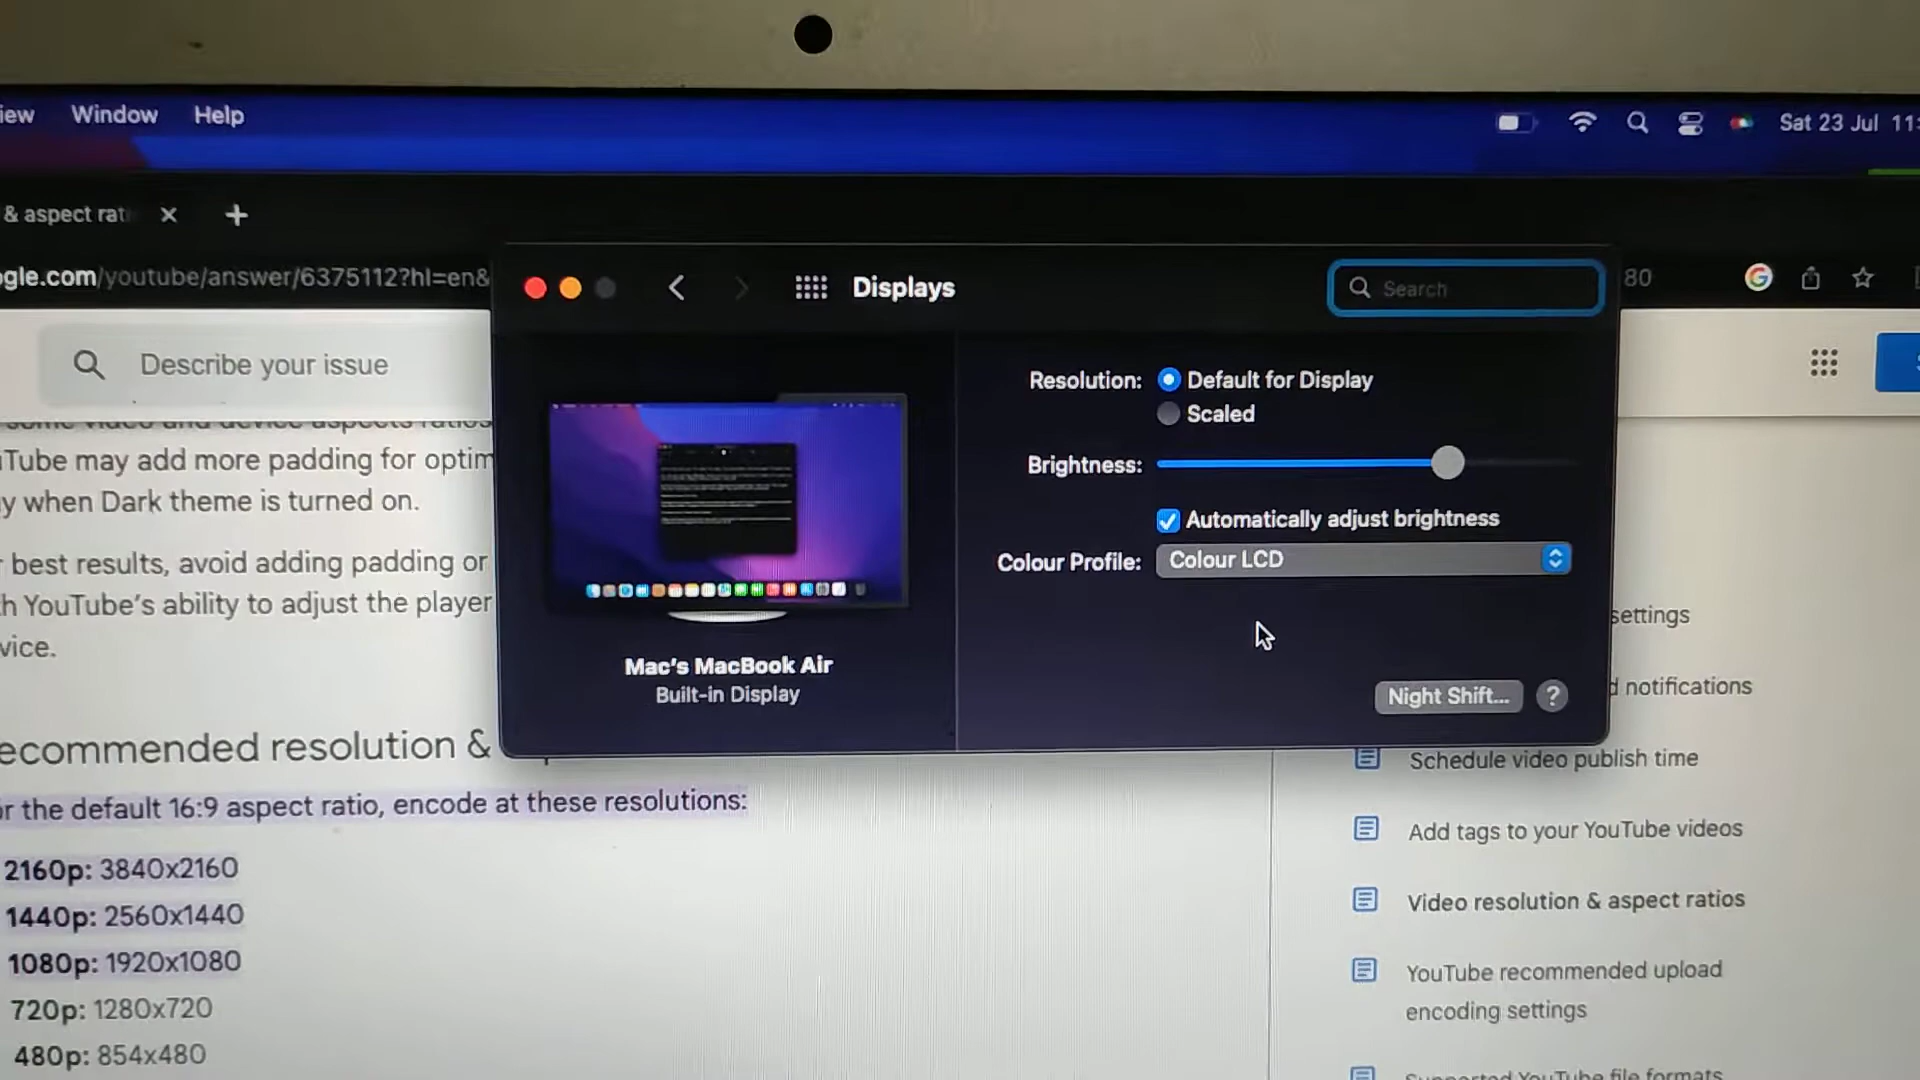 Window Help
Sat 23 Jul 11
& aspect rat
gle.com/youtube/answer/6375112?hl=en&
80
Displays
Search
Describe your issue
Resolution: Default for Display
Scaled
Brightness:
Automatically adjust brightness
Colour Profile: Colour LCD
Night Shift... ?
Mac's MacBook Air
Built-in Display
Tube may add more padding for optim
y when Dark theme is turned on.
best results, avoid adding padding or
h YouTube's ability to adjust the player
vice.
ecommended resolution &
r the default 16:9 aspect ratio, encode at these resolutions:
2160p: 3840x2160
1440p: 2560x1440
1080p: 1920x1080
720p: 1280x720
480p: 854x480
settings
d notifications
Schedule video publish time
Add tags to your YouTube videos
Video resolution & aspect ratios
YouTube recommended upload
encoding settings
Supported YouTube file formats